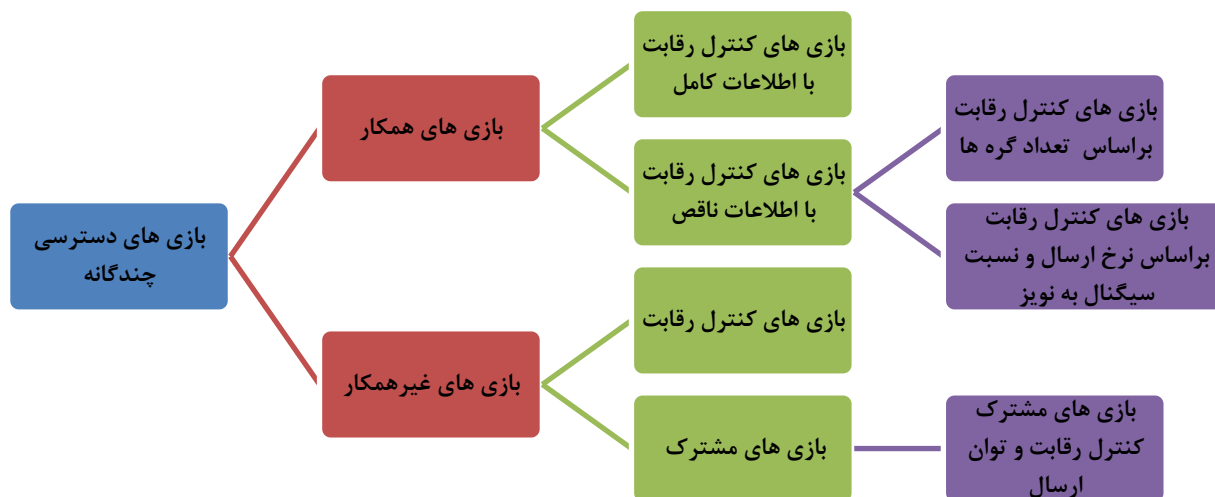 بازی های دسترسی
چندگانه
بازی های همکار
بازی های کنترل رقابت
با اطلاعات کامل
بازی های کنترل رقابت
با اطلاعات ناقص
بازی های کنترل رقابت
براساس تعداد گره ها
بازی های کنترل رقابت
براساس نرخ ارسال و نسبت
سیگنال به نویز
بازی های غیرهمکار
بازی های کنترل رقابت
بازی های مشترک
بازی های مشترک
کنترل رقابت و توان
ارسال